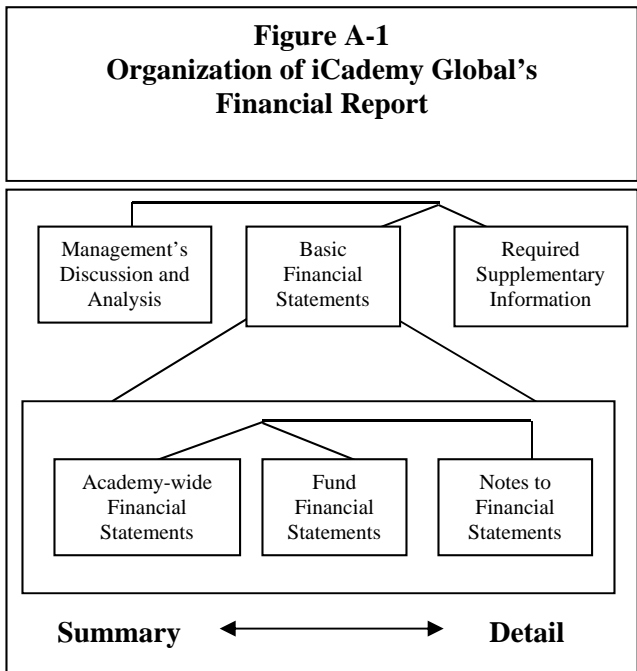 Figure A-1
Organization of iCademy Global’s
Financial Report
Management’s
Discussion and
Analysis
Basic
Financial
Statements
Required
Supplementary
Information
Academy-wide
Financial
Statements
Fund
Financial
Statements
Notes to
Financial
Statements
Summary
Detail